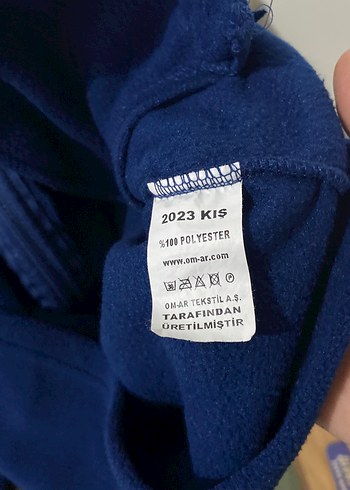 2023 KIŞ
%100 POLYESTER
www.om-ar.com
OM-AR TEKSTİL A.Ş.
TARAFINDAN
ÜRETİLMİŞTİR